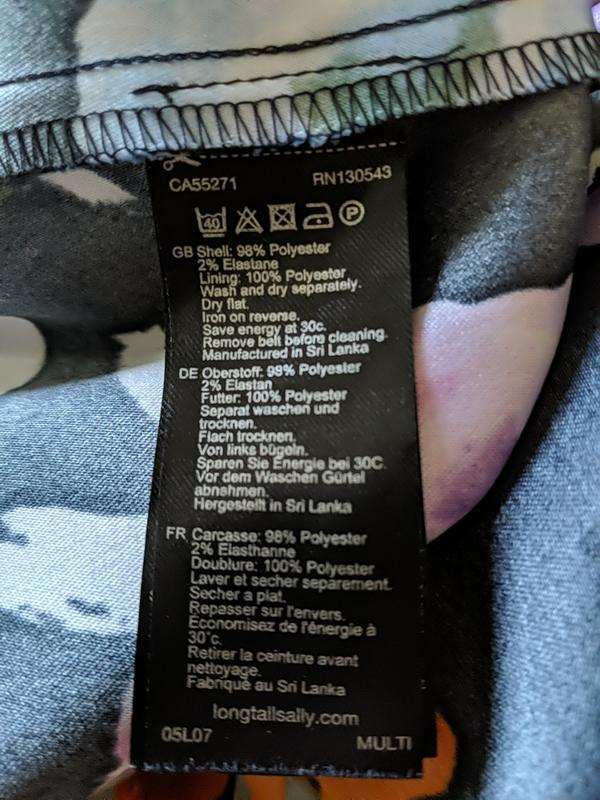 CA55271 RN130543
40 P
GB Shell: 98% Polyester
2% Elastane
Lining: 100% Polyester
Wash and dry separately.
Dry flat.
Iron on reverse.
Save energy at 30c.
Remove belt before cleaning.
Manufactured in Sri Lanka
DE Oberstoff: 98% Polyester
2% Elastan
Futter: 100% Polyester
Separat waschen und
trocknen.
Flach trocknen.
Von links bügeln.
Sparen Sie Energie bei 30C.
Vor dem Waschen Gürtel
abnehmen.
Hergestellt in Sri Lanka
FR Carcasse: 98% Polyester
2% Elasthanne
Doublure: 100% Polyester
Laver et secher separement.
Secher a plat.
Repasser sur l'envers.
Économisez de l'énergie à
30°c.
Retirer la ceinture avant
nettoyage.
Fabriqué au Sri Lanka
longtallsally.com
05L07 MULTI